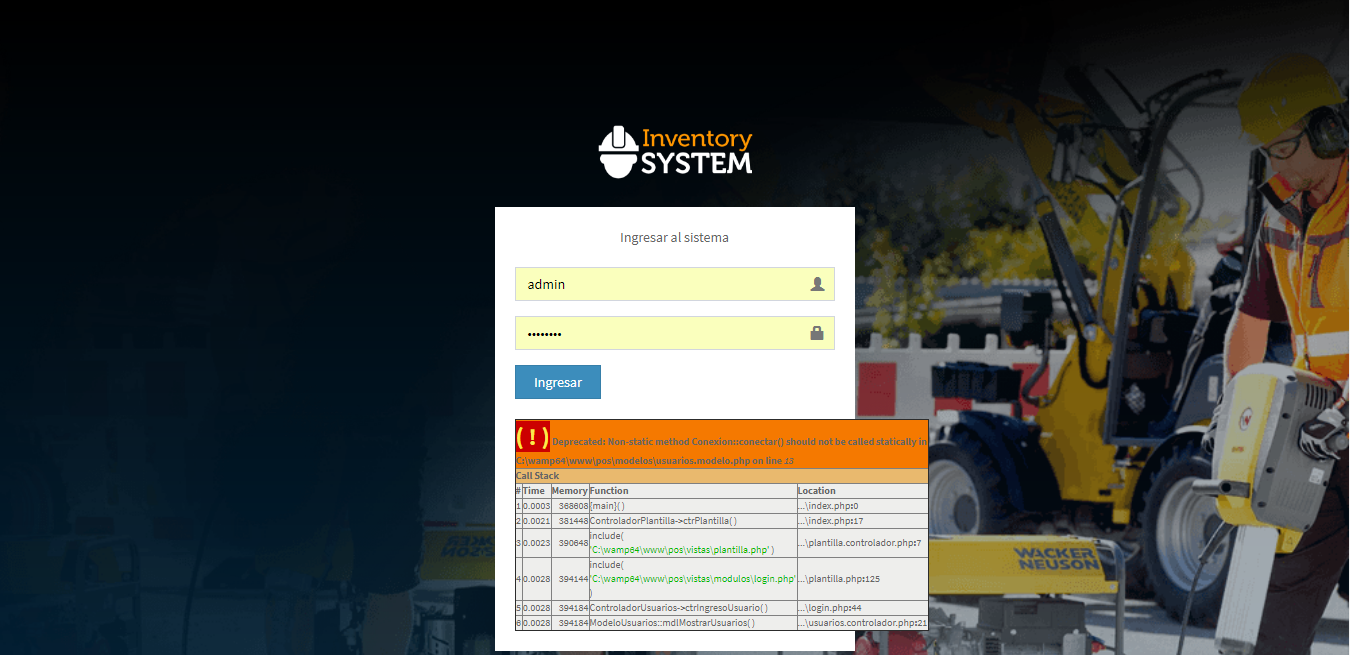 Inventory
SYSTEM
Ingresar al sistema
admin
••••••••
Ingresar
( ! ) Deprecated: Non-static method Conexion::conectar() should not be called statically in
C:\wamp64\www\pos\modelos\usuarios.modelo.php on line 13
Call Stack
# Time Memory Function Location
1 0.0003 368608 {main}( ) ...\index.php:0
2 0.0021 381448 ControladorPlantilla->ctrPlantilla( ) ...\index.php:17
3 0.0023 390648 include( 'C:\wamp64\www\pos\vistas\plantilla.php' ) ...\plantilla.controlador.php:7
4 0.0028 394144 include( 'C:\wamp64\www\pos\vistas\modulos\login.php' ) ...\plantilla.php:125
5 0.0028 394184 ControladorUsuarios->ctrIngresoUsuario( ) ...\login.php:44
6 0.0028 394184 ModeloUsuarios::mdlMostrarUsuarios( ) ...\usuarios.controlador.php:21
WACKER
NEUSON
WACKER
NEUSON